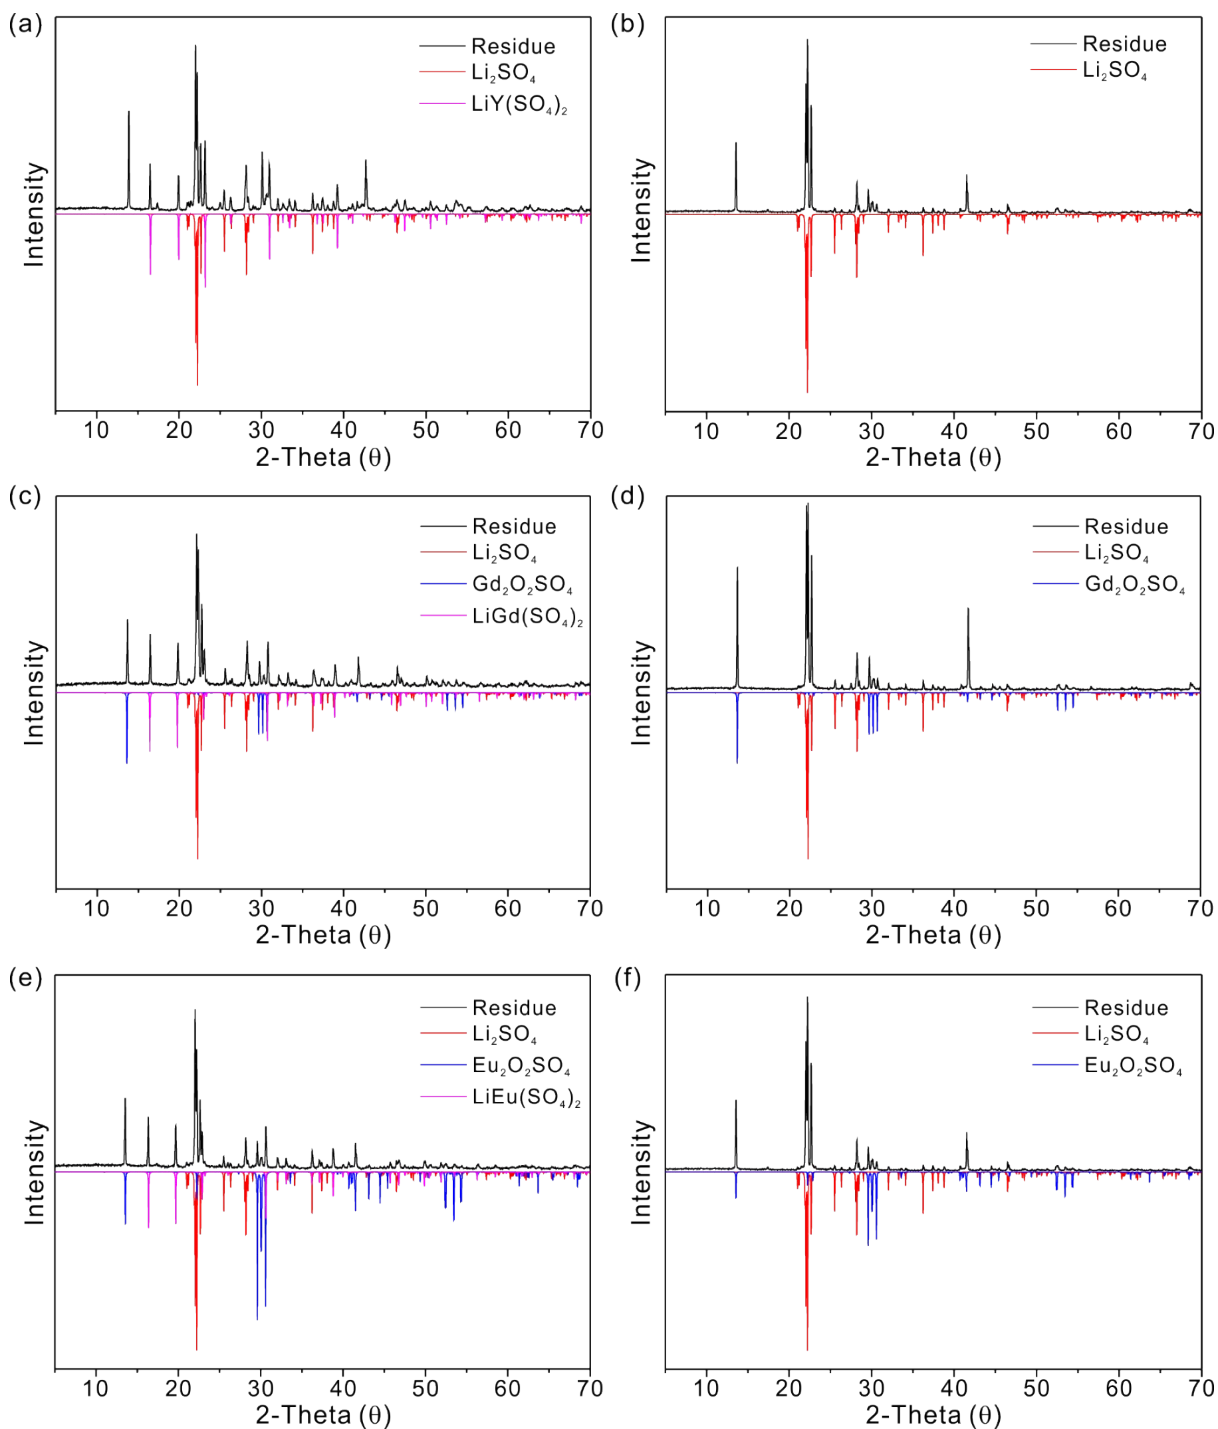 (a)
Residue
Li₂SO₄
LiY(SO₄)₂
Intensity
10 20 30 40 50 60 70
2-Theta (θ)
(b)
Residue
Li₂SO₄
Intensity
10 20 30 40 50 60 70
2-Theta (θ)
(c)
Residue
Li₂SO₄
Gd₂O₂SO₄
LiGd(SO₄)₂
Intensity
10 20 30 40 50 60 70
2-Theta (θ)
(d)
Residue
Li₂SO₄
Gd₂O₂SO₄
Intensity
10 20 30 40 50 60 70
2-Theta (θ)
(e)
Residue
Li₂SO₄
Eu₂O₂SO₄
LiEu(SO₄)₂
Intensity
10 20 30 40 50 60 70
2-Theta (θ)
(f)
Residue
Li₂SO₄
Eu₂O₂SO₄
Intensity
10 20 30 40 50 60 70
2-Theta (θ)